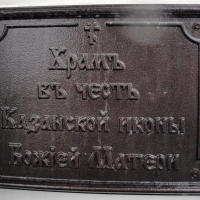 Храмъ
въ честь
Казанской иконы
Божіей Матери